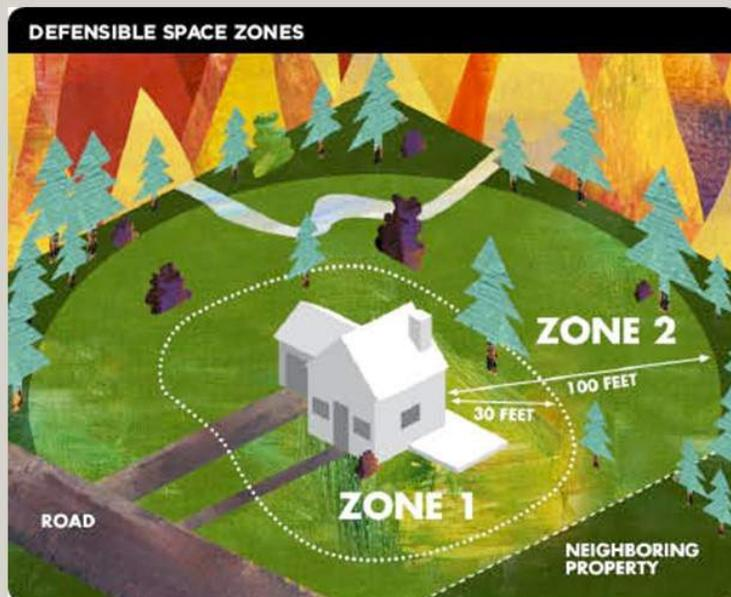 DEFENSIBLE SPACE ZONES
ZONE 2
100 FEET
30 FEET
ZONE 1
ROAD
NEIGHBORING
PROPERTY